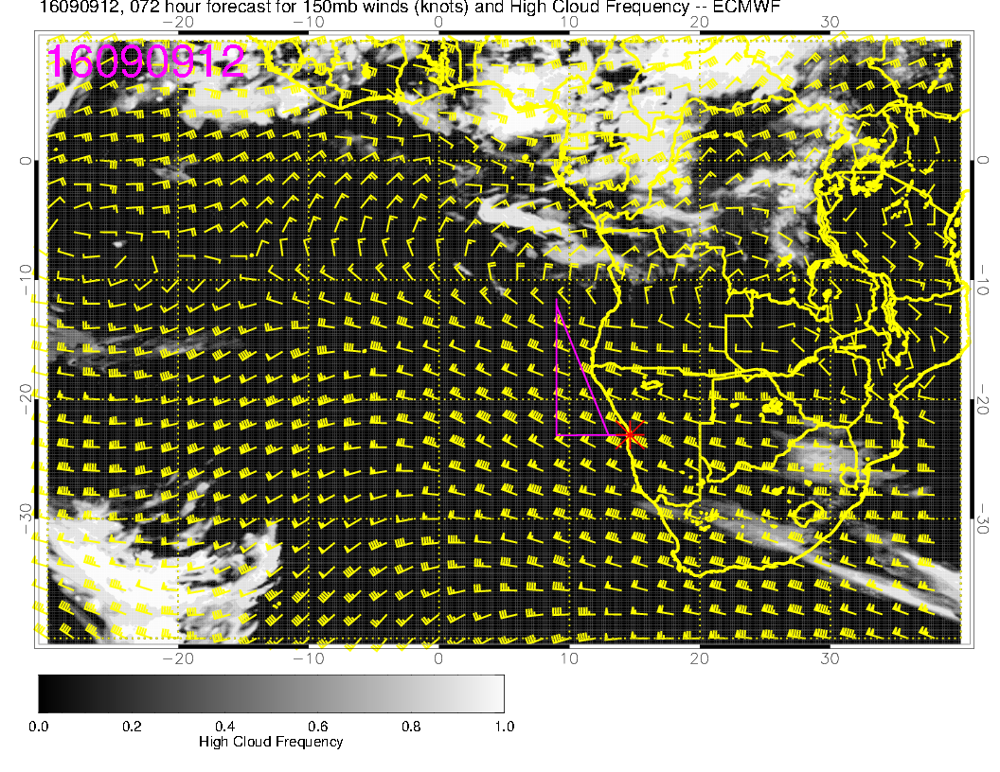 16090912, 072 hour forecast for 150mb winds (knots) and High Cloud Frequency -- ECMWF
−20 −10 0 10 20 30
16090912
0 0
−10 −10
−20 −20
−30 −30
−20 −10 0 10 20 30
0.0 0.2 0.4 0.6 0.8 1.0
High Cloud Frequency